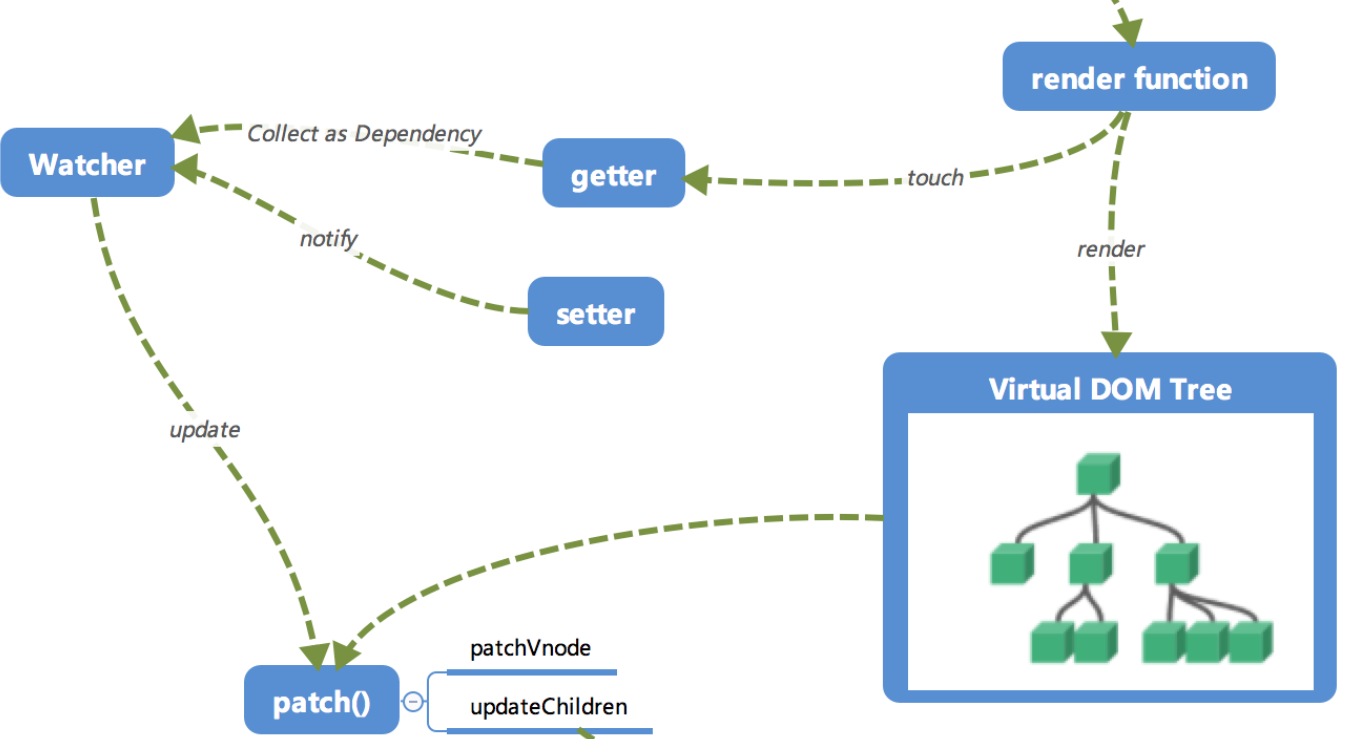 render function
Collect as Dependency
Watcher
getter
touch
notify
render
setter
Virtual DOM Tree
update
patchVnode
patch()
updateChildren